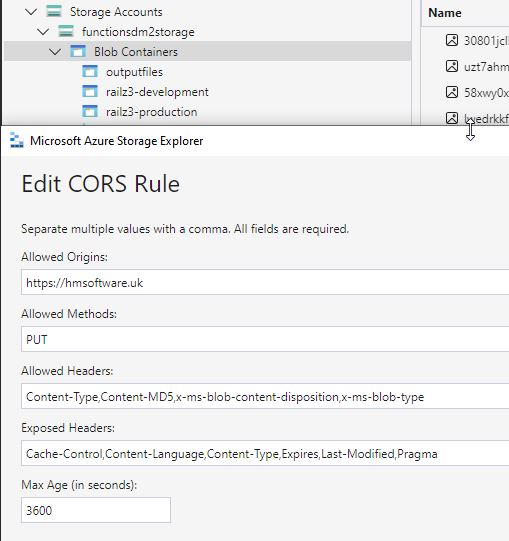 Storage Accounts
functionsdm2storage
Blob Containers
outputfiles
railz3-development
railz3-production
Name
uzt7ahm
58xwy0x
Microsoft Azure Storage Explorer
Edit CORS Rule
Separate multiple values with a comma. All fields are required.
Allowed Origins:
https://hmsoftware.uk
Allowed Methods:
PUT
Allowed Headers:
Content-Type,Content-MD5,x-ms-blob-content-disposition,x-ms-blob-type
Exposed Headers:
Cache-Control,Content-Language,Content-Type,Expires,Last-Modified,Pragma
Max Age (in seconds):
3600